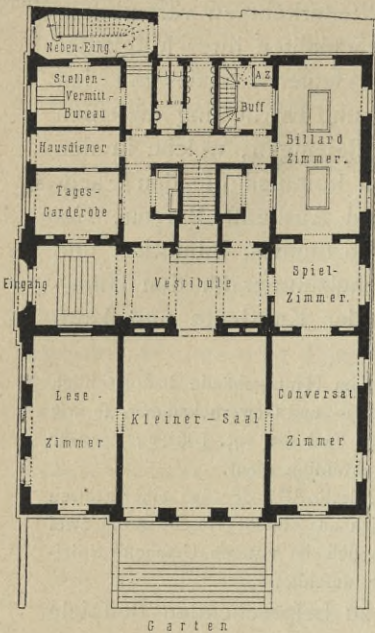 Neben-Eing.
Stellen-
Vermitt-
Bureau
A Z
Buff
Billard
Zimmer.
Hausdiener
Tages-
Garderobe
Eingang
Vestibule
Spiel-
Zimmer.
Lese-
Zimmer
Kleiner-Saal
Conversat.
Zimmer
Garten